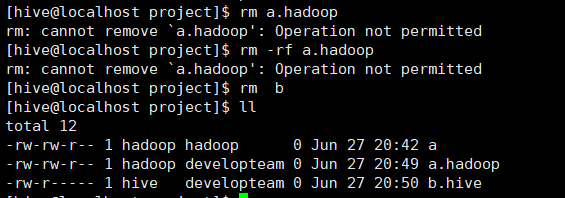 [hive@localhost project]$ rm a.hadoop
rm: cannot remove `a.hadoop': Operation not permitted
[hive@localhost project]$ rm -rf a.hadoop
rm: cannot remove `a.hadoop': Operation not permitted
[hive@localhost project]$ rm  b
[hive@localhost project]$ ll
total 12
-rw-rw-r-- 1 hadoop hadoop      0 Jun 27 20:42 a
-rw-rw-r-- 1 hadoop developteam 0 Jun 27 20:49 a.hadoop
-rw-r----- 1 hive   developteam 0 Jun 27 20:50 b.hive
[hive@localhost project]$